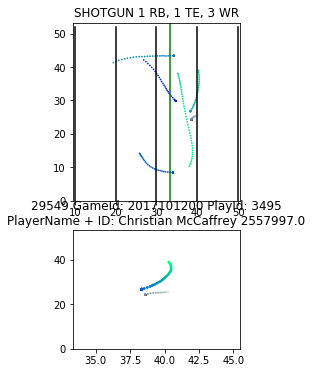 SHOTGUN 1 RB, 1 TE, 3 WR
50
40
30
20
10
0
10 20 30 40 50
29549 GameId: 2017101200 PlayId: 3495
PlayerName + ID: Christian McCaffrey 2557997.0
40
20
0
35.0 37.5 40.0 42.5 45.0